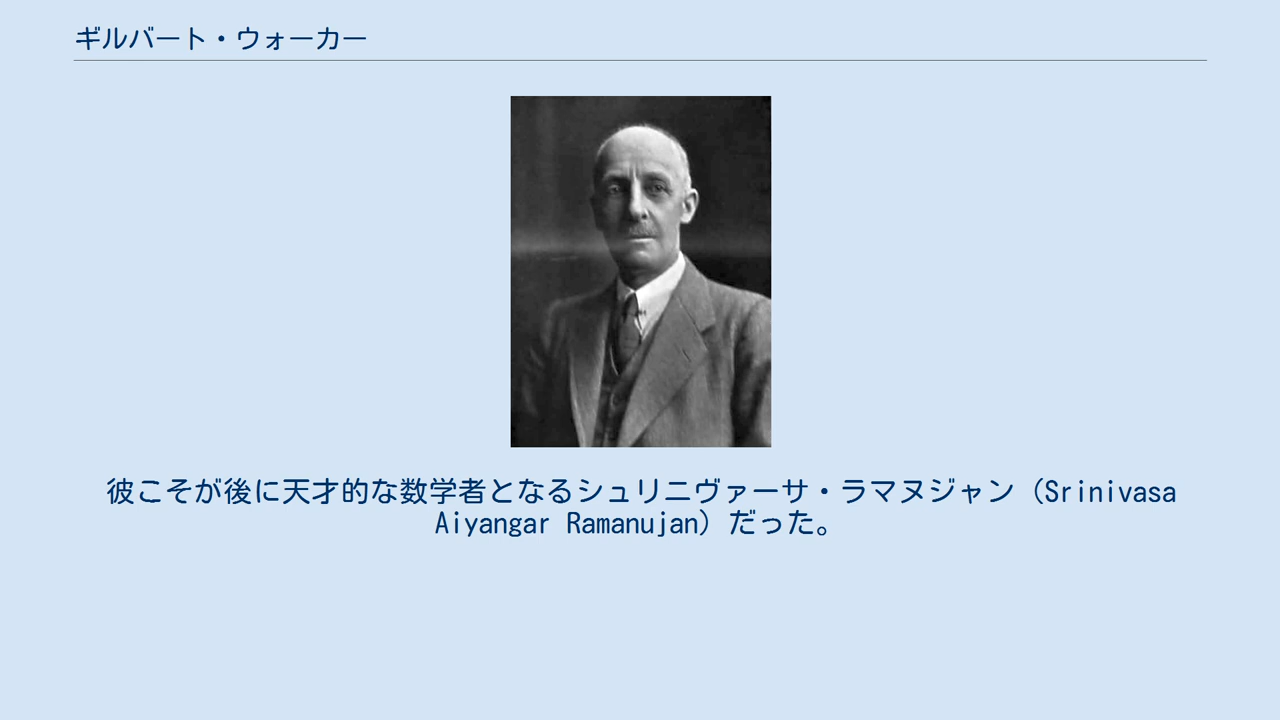 ギルバート・ウォーカー
彼こそが後に天才的な数学者となるシュリニヴァーサ・ラマヌジャン（Srinivasa
Aiyangar Ramanujan）だった。